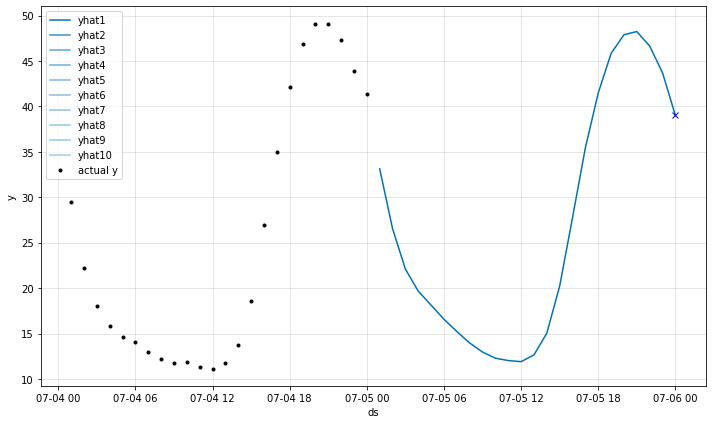 50
45
40
35
30
25
20
15
10
y
yhat1
yhat2
yhat3
yhat4
yhat5
yhat6
yhat7
yhat8
yhat9
yhat10
actual y
07-04 00
07-04 06
07-04 12
07-04 18
07-05 00
07-05 06
07-05 12
07-05 18
07-06 00
ds